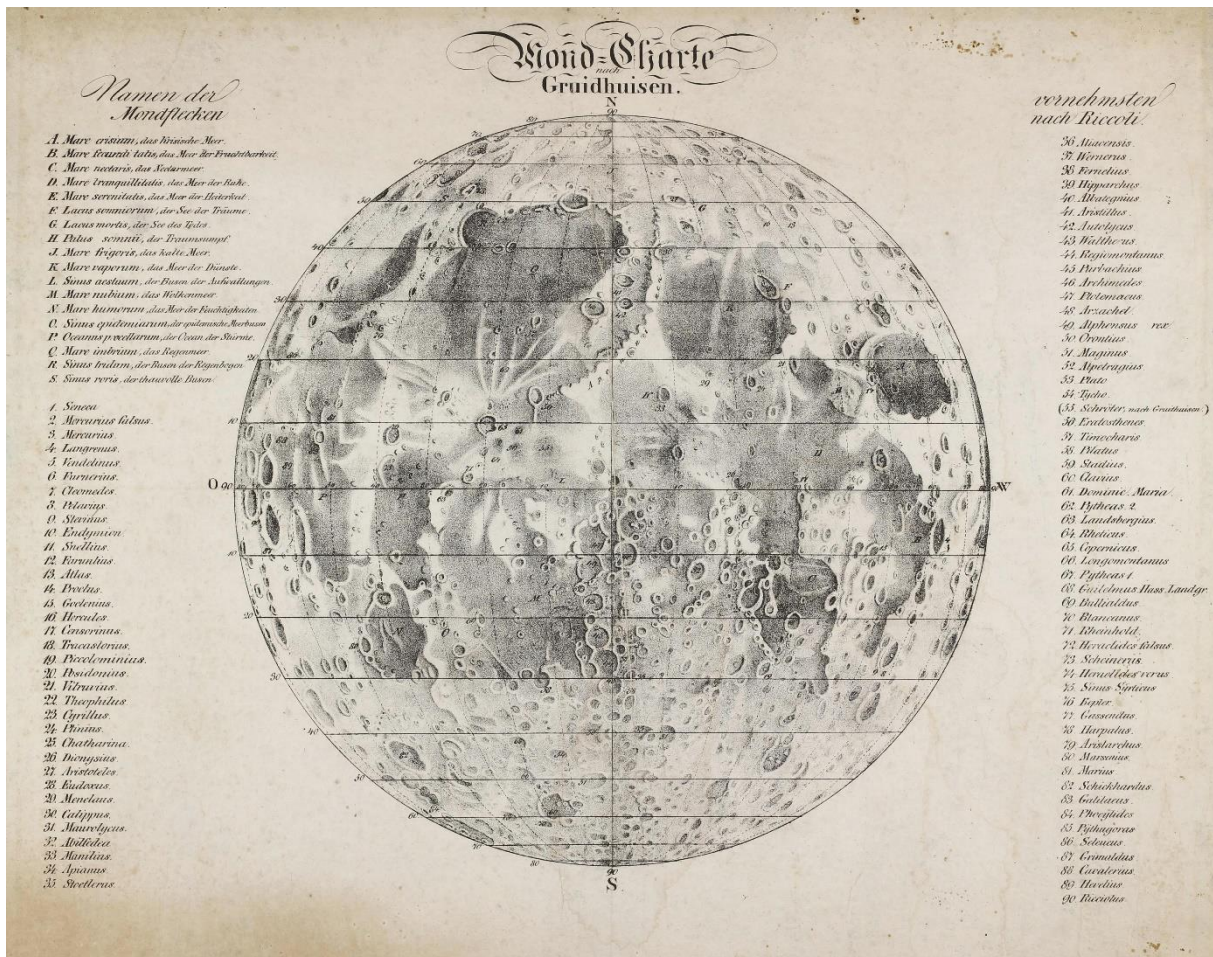 Mond=Charte
nach
Gruidhuisen.
Namen der
Mondflecken
A. Mare crisium, das Krisische Meer.
B. Mare fecundi tatis, das Meer der Fruchtbarkeit.
C. Mare nectaris, das Nectarmeer.
D. Mare tranquillitatis, das Meer der Ruhe.
E. Mare serenitatis, das Meer der Heiterkeit.
F. Lacus somniorum, der See der Träume.
G. Lacus mortis, der See des Todes.
H. Palus somnii, der Traumsumpf.
J. Mare frigoris, das kalte Meer.
K. Mare vaporum, das Meer der Dünste.
L. Sinus aestuum, der Busen der Aufwallungen.
M. Mare nubium, das Wolkenmeer.
N. Mare humorum, das Meer der Feuchtigkeiten.
O. Sinus epidemiarum, der epidemische Meerbusen
P. Oceanus procellarum, der Ocean der Stürme.
Q. Mare imbrium, das Regenmeer.
R. Sinus Iridum, der Busen der Regenbogen
S. Sinus roris, der thauvolle Busen.
1. Seneca
2. Mercurius falsus.
3. Mercurius.
4. Langrenus.
5. Vendelinus.
6. Furnerius.
7. Cleomedes.
8. Petavius.
9. Stevinus.
10. Endymion.
11. Snellius.
12. Faruntius.
13. Atlas.
14. Proclus.
15. Goclenius.
16. Hercules.
17. Censorinus.
18. Fracastorius.
19. Piccolominius.
20. Posidonius.
21. Vitruvius.
22. Theophilus.
23. Cyrillus.
24. Plinius.
25. Chatharina.
26. Dionysius.
27. Aristoteles.
28. Eudoxus.
29. Menelaus.
30. Calippus.
31. Maurolycus.
32. Abilfedea
33. Manilius.
34. Apianus.
35. Stoeflerus.
vornehmsten
nach Riccoli.
36. Aliacensis.
37. Wernerus.
38. Fernelius.
39. Hipparchus
40. Albategnius
41. Aristillus.
42. Autolycus
43. Waltherus.
44. Regiomontanus.
45. Purbachius
46. Archimedes
47. Ptolemaeus
48. Arzachel.
49. Alphonsus rex.
50. Orontius.
51. Maginus
52. Alpetragius
53. Plato
54. Tycho.
(55. Schröter, nach Gruithuisen.)
56. Eratosthenes.
57. Timocharis.
58. Pilatus
59. Stadius.
60. Clavius.
61. Dominic. Maria.
62. Pytheas 2.
63. Landsbergius.
64. Rheticus.
65. Copernicus.
66. Longomontanus
67. Pytheas 1.
68. Guilelmus Hass. Landgr.
69. Bullialdus
70. Blancanus.
71. Rheinhold.
72. Heraclides falsus.
73. Scheinerus.
74. Heraclides verus
75. Sinus Syrticus
76. Kepler
77. Gassendus.
78. Harpalus.
79. Aristarchus.
80. Marsenius.
81. Marius
82. Schickhardus.
83. Galilaeus.
84. Phocylides
85. Pythagoras
86. Seleucus
87. Grimaldus
88. Cavalerius.
89. Hevelius.
90. Ricciolus.
N
90
O 90
W
90
S